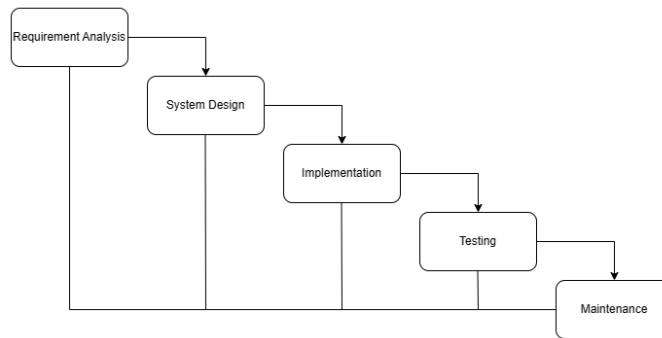 Requirement Analysis
System Design
Implementation
Testing
Maintenance